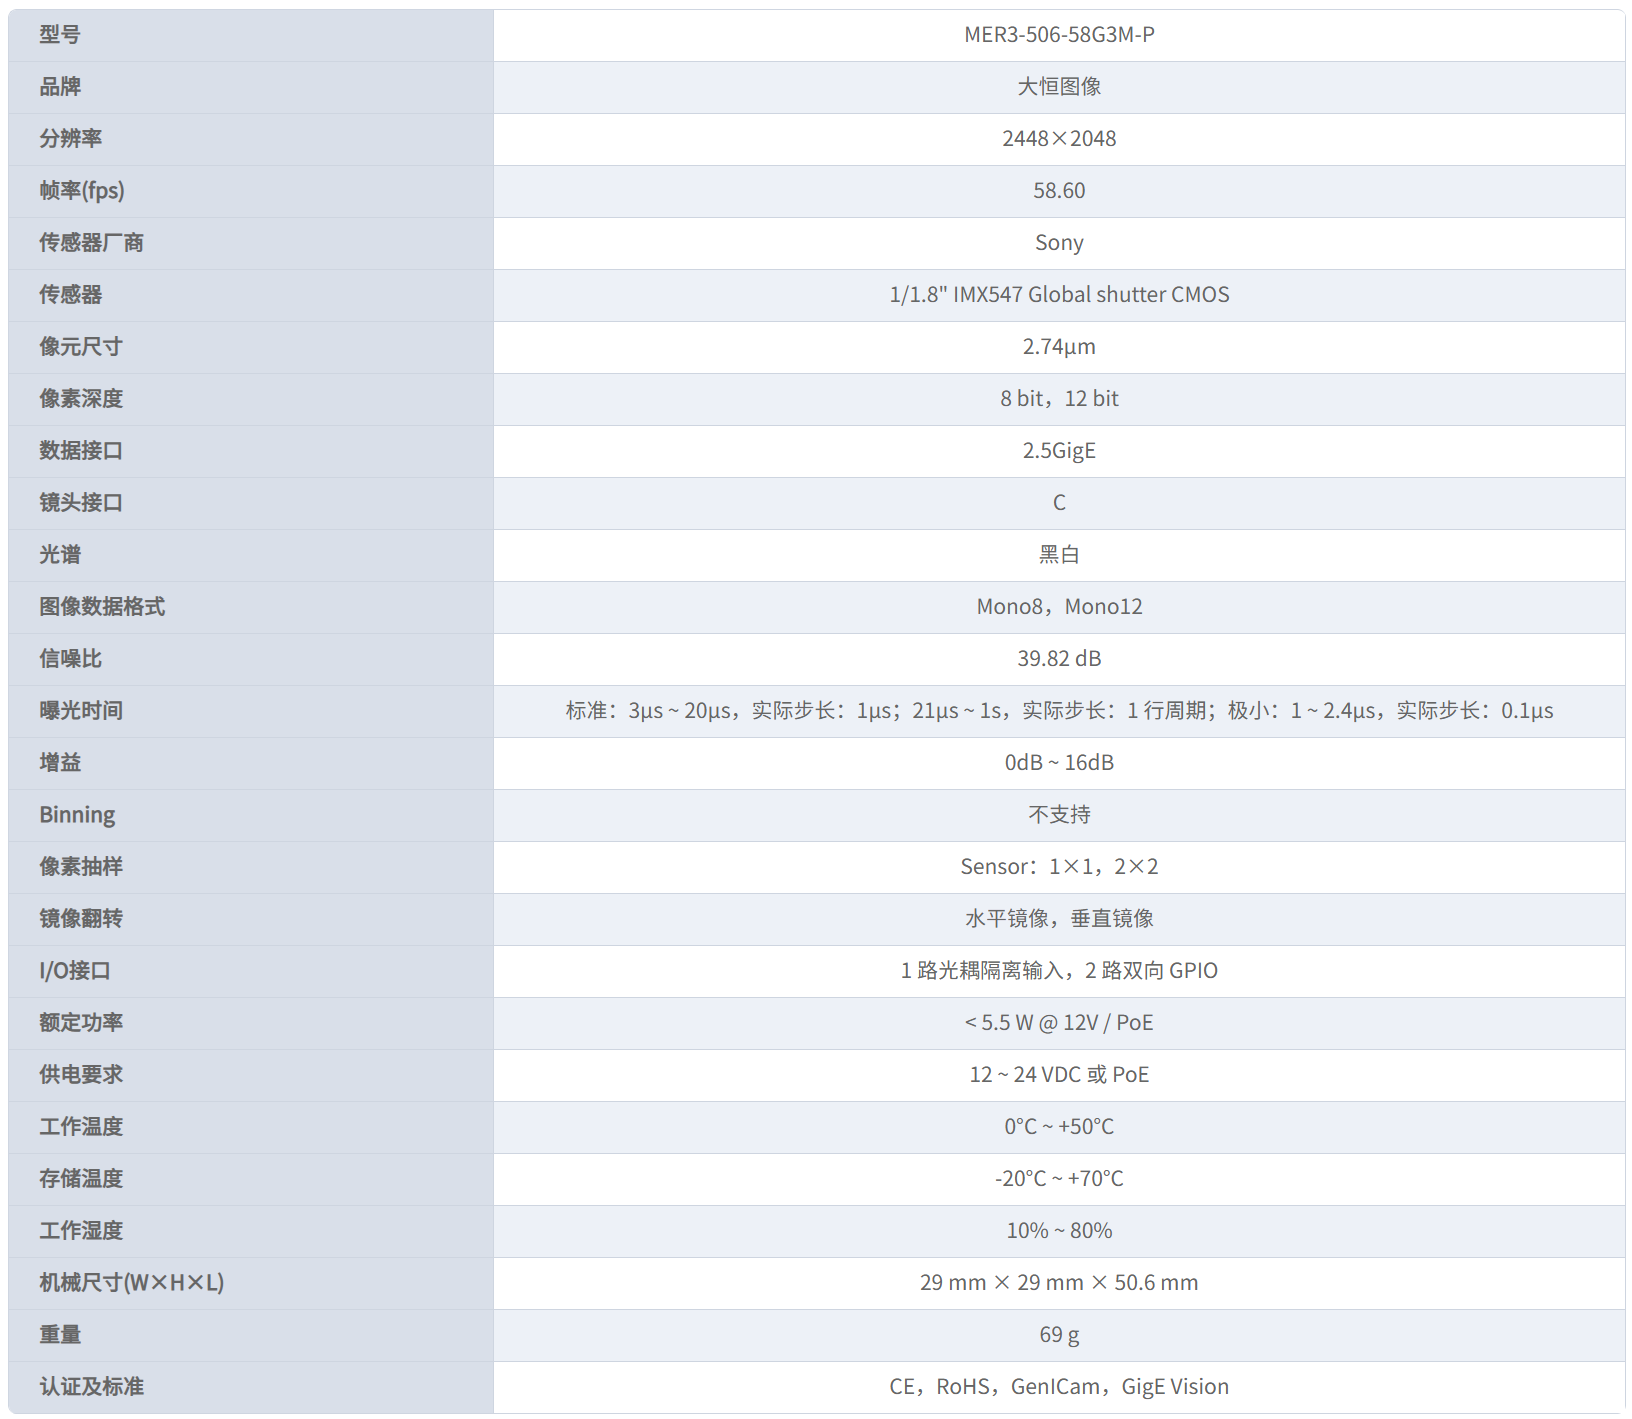 型号 MER3-506-58G3M-P
品牌 大恒图像
分辨率 2448×2048
帧率(fps) 58.60
传感器厂商 Sony
传感器 1/1.8" IMX547 Global shutter CMOS
像元尺寸 2.74μm
像素深度 8 bit，12 bit
数据接口 2.5GigE
镜头接口 C
光谱 黑白
图像数据格式 Mono8，Mono12
信噪比 39.82 dB
曝光时间 标准：3μs ~ 20μs，实际步长：1μs；21μs ~ 1s，实际步长：1 行周期；极小：1 ~ 2.4μs，实际步长：0.1μs
增益 0dB ~ 16dB
Binning 不支持
像素抽样 Sensor：1×1，2×2
镜像翻转 水平镜像，垂直镜像
I/O接口 1 路光耦隔离输入，2 路双向 GPIO
额定功率 < 5.5 W @ 12V / PoE
供电要求 12 ~ 24 VDC 或 PoE
工作温度 0°C ~ +50°C
存储温度 -20°C ~ +70°C
工作湿度 10% ~ 80%
机械尺寸(W×H×L) 29 mm × 29 mm × 50.6 mm
重量 69 g
认证及标准 CE，RoHS，GenICam，GigE Vision